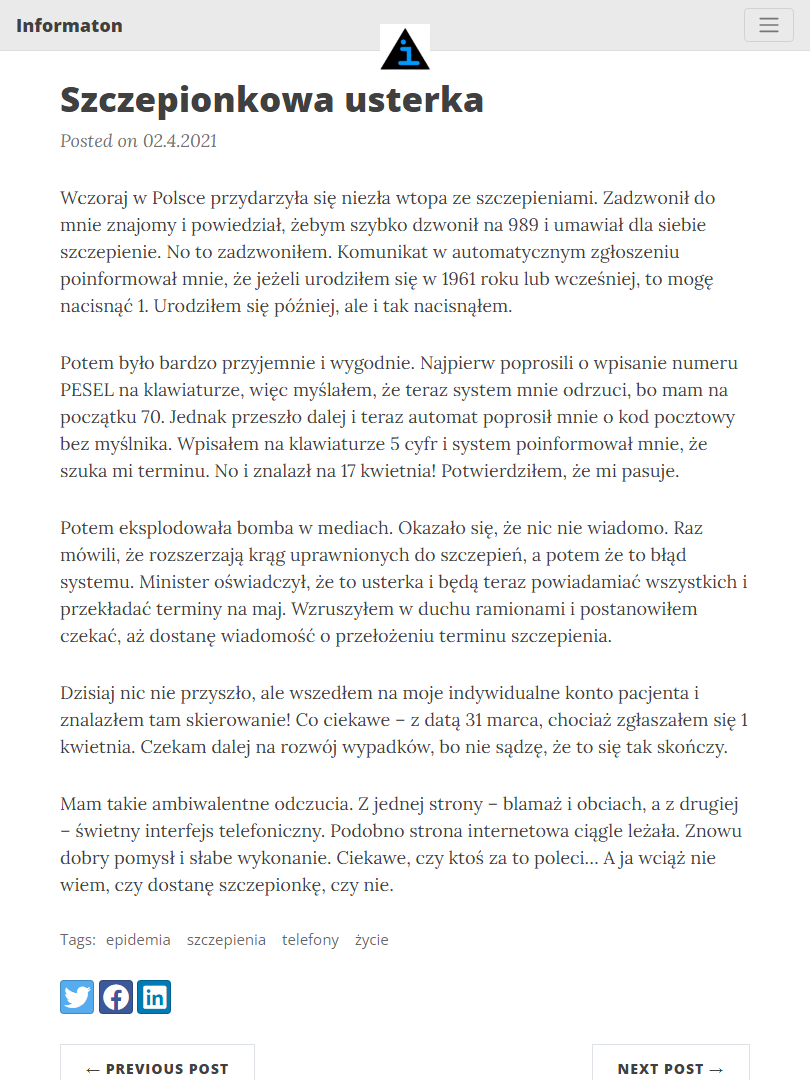 Informaton
i
Szczepionkowa usterka
Posted on 02.4.2021
Wczoraj w Polsce przydarzyła się niezła wtopa ze szczepieniami. Zadzwonił do
mnie znajomy i powiedział, żebym szybko dzwonił na 989 i umawiał dla siebie
szczepienie. No to zadzwoniłem. Komunikat w automatycznym zgłoszeniu
poinformował mnie, że jeżeli urodziłem się w 1961 roku lub wcześniej, to mogę
nacisnąć 1. Urodziłem się później, ale i tak nacisnąłem.
Potem było bardzo przyjemnie i wygodnie. Najpierw poprosili o wpisanie numeru
PESEL na klawiaturze, więc myślałem, że teraz system mnie odrzuci, bo mam na
początku 70. Jednak przeszło dalej i teraz automat poprosił mnie o kod pocztowy
bez myślnika. Wpisałem na klawiaturze 5 cyfr i system poinformował mnie, że
szuka mi terminu. No i znalazł na 17 kwietnia! Potwierdziłem, że mi pasuje.
Potem eksplodowała bomba w mediach. Okazało się, że nic nie wiadomo. Raz
mówili, że rozszerzają krąg uprawnionych do szczepień, a potem że to błąd
systemu. Minister oświadczył, że to usterka i będą teraz powiadamiać wszystkich i
przekładać terminy na maj. Wzruszyłem w duchu ramionami i postanowiłem
czekać, aż dostanę wiadomość o przełożeniu terminu szczepienia.
Dzisiaj nic nie przyszło, ale wszedłem na moje indywidualne konto pacjenta i
znalazłem tam skierowanie! Co ciekawe – z datą 31 marca, chociaż zgłaszałem się 1
kwietnia. Czekam dalej na rozwój wypadków, bo nie sądzę, że to się tak skończy.
Mam takie ambiwalentne odczucia. Z jednej strony – blamaż i obciach, a z drugiej
– świetny interfejs telefoniczny. Podobno strona internetowa ciągle leżała. Znowu
dobry pomysł i słabe wykonanie. Ciekawe, czy ktoś za to poleci… A ja wciąż nie
wiem, czy dostanę szczepionkę, czy nie.
Tags: epidemia szczepienia telefony życie
← PREVIOUS POST
NEXT POST →